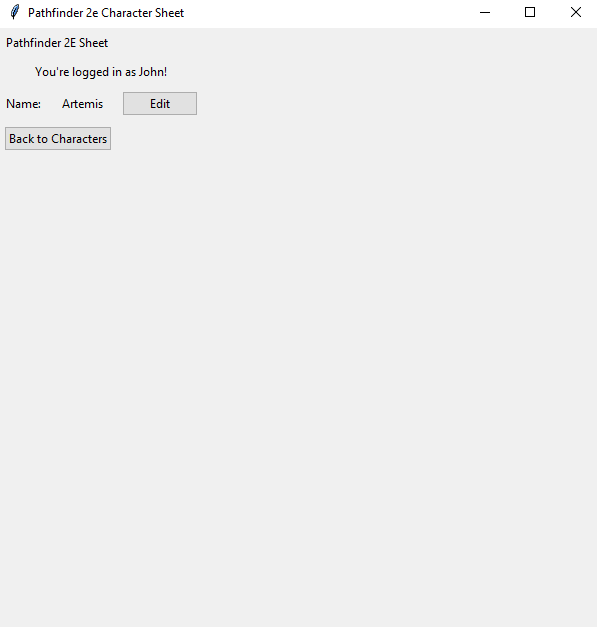 Pathfinder 2e Character Sheet
Pathfinder 2E Sheet
You're logged in as John!
Name: Artemis Edit
Back to Characters